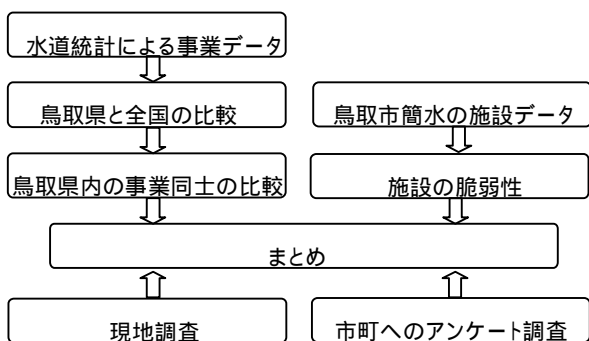 水道統計による事業データ
鳥取県と全国の比較
鳥取市簡水の施設データ
鳥取県内の事業同士の比較
施設の脆弱性
まとめ
現地調査
市町へのアンケート調査